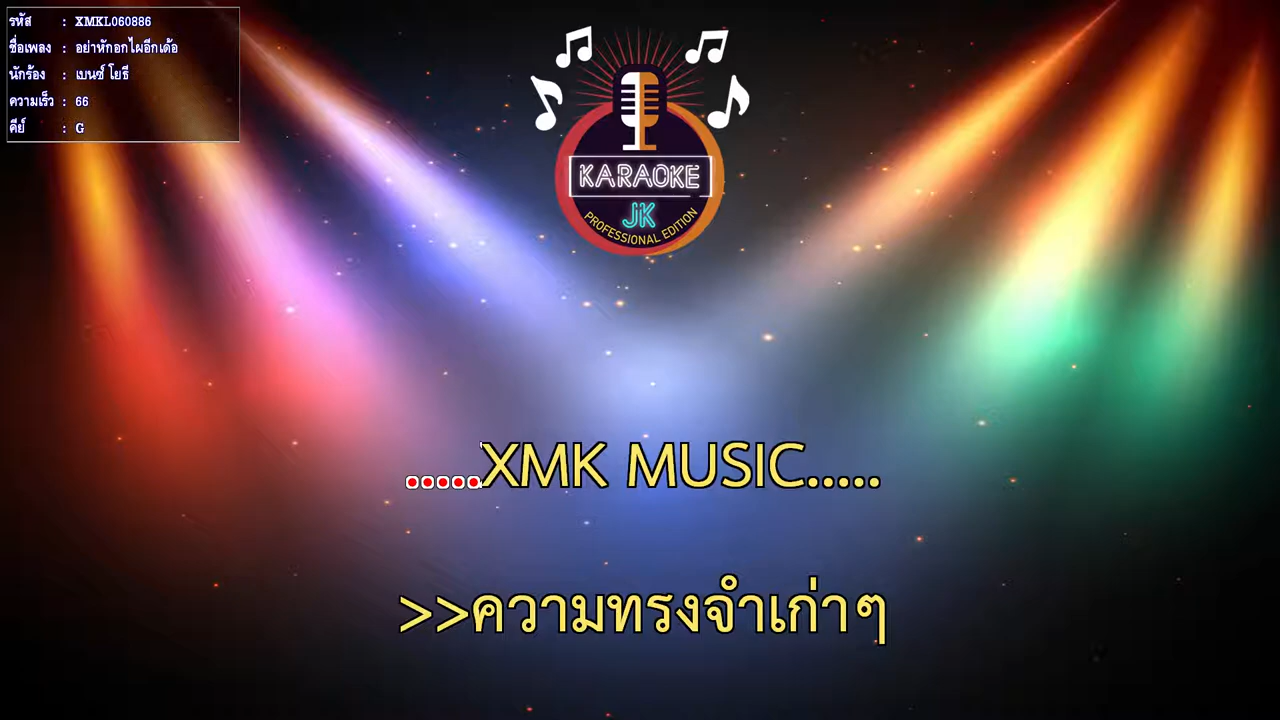 รหัส : XMKL060886
ชื่อเพลง : อย่าหักอกไผอีกเด้อ
นักร้อง : เบนซ์ โยธี
ความเร็ว : 66
คีย์ : G
KARAOKE
JK
PROFESSIONAL EDITION
.....XMK MUSIC.....
>>ความทรงจำเก่าๆ